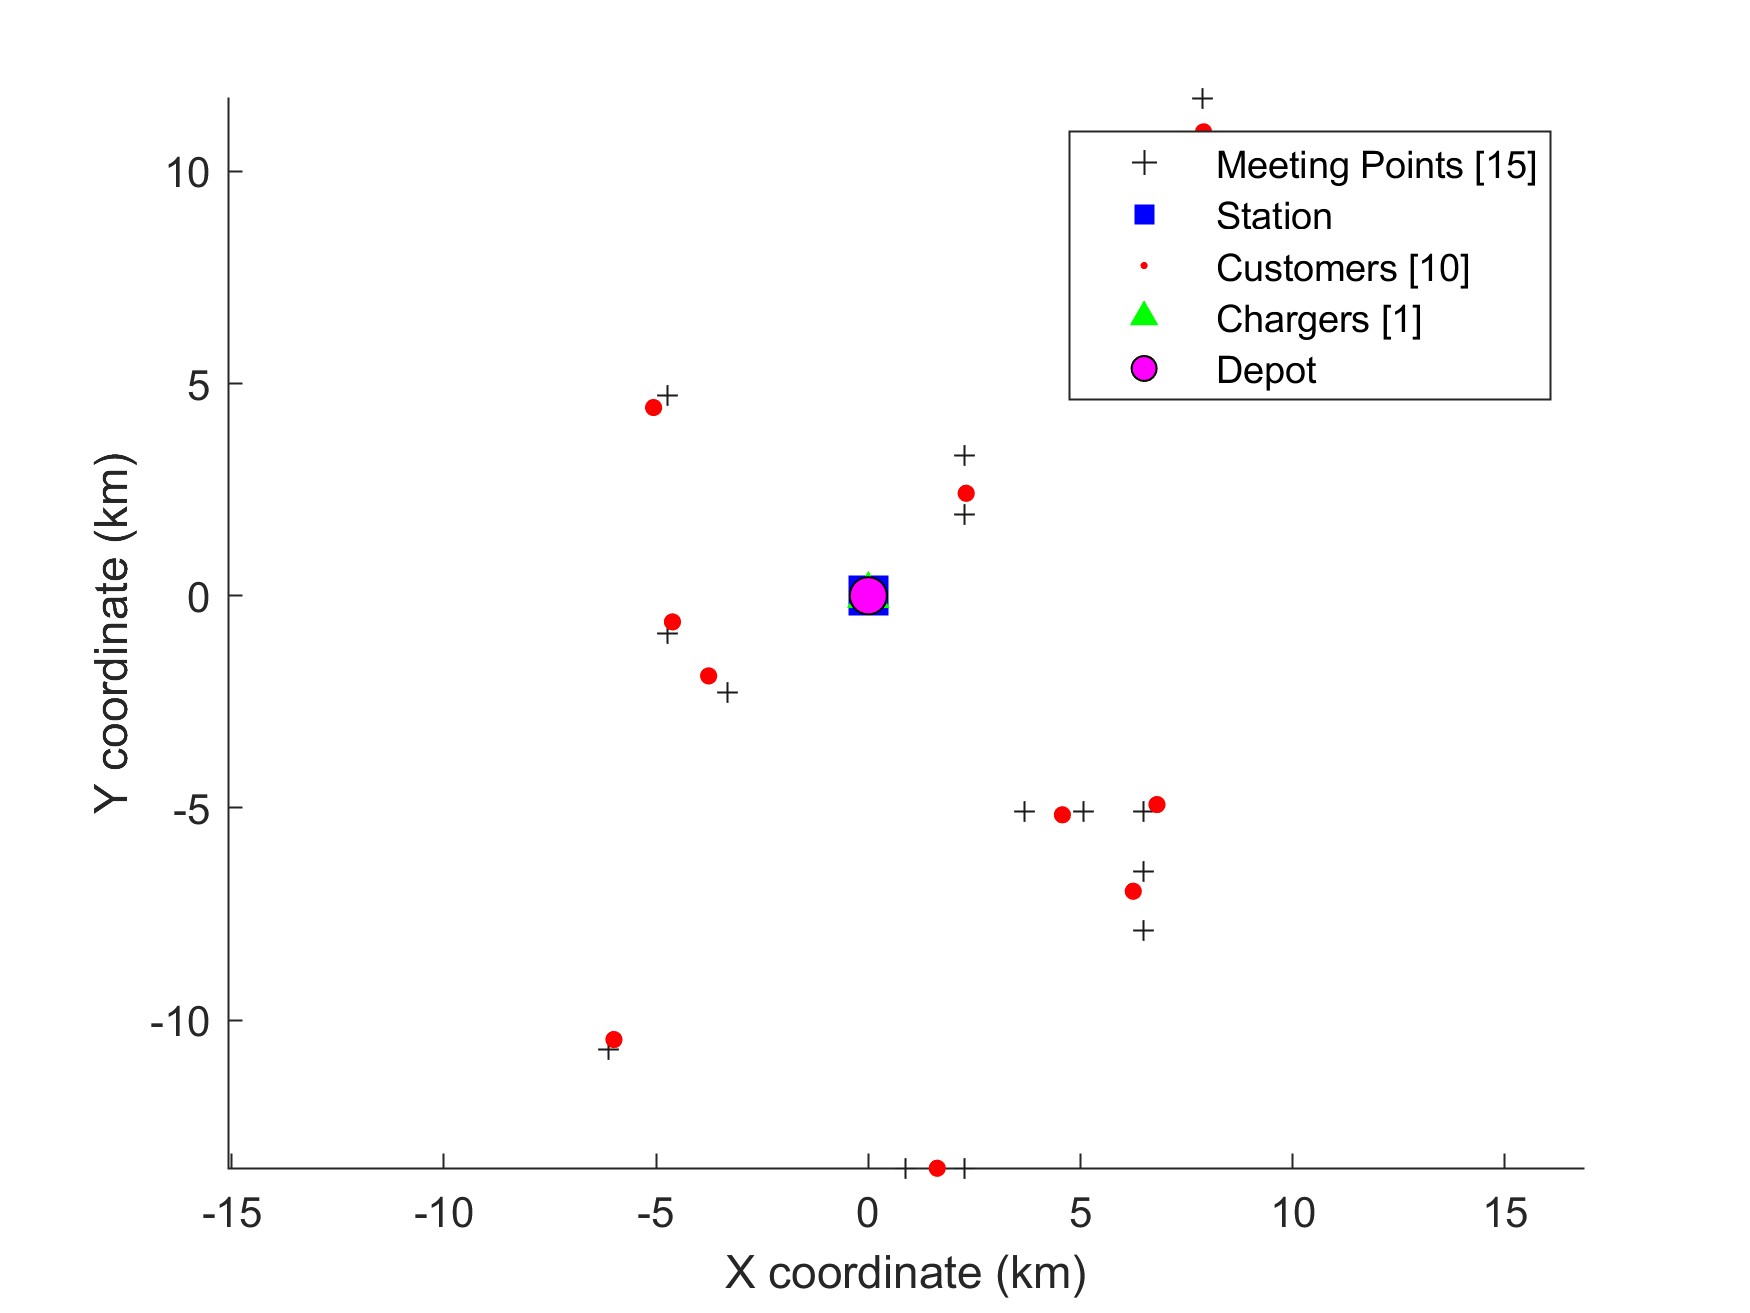 10
5
0
-5
-10
-15
-10
-5
0
5
10
15
X coordinate (km)
Y coordinate (km)
Meeting Points [15]
Station
Customers [10]
Chargers [1]
Depot